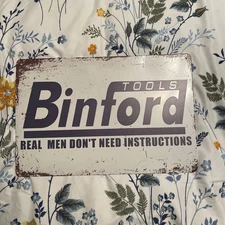 TOOLS
Binford
REAL MEN DON'T NEED INSTRUCTIONS